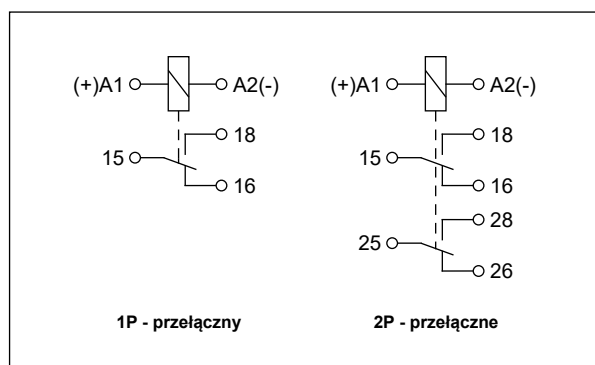 (+)A1 A2(-)
15
18
16
1P - przełączny
(+)A1 A2(-)
15
18
16
25
28
26
2P - przełączne